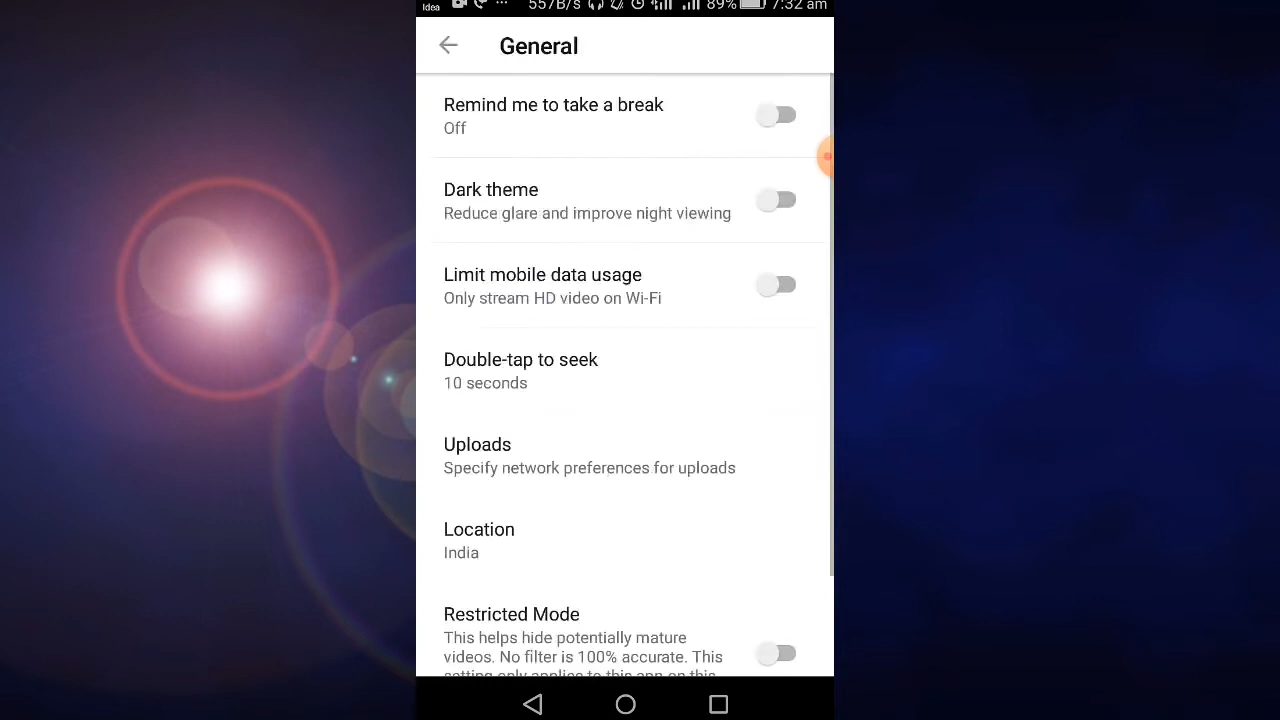 Idea 557B/s 89% 7:32 am
General
Remind me to take a break
Off
Dark theme
Reduce glare and improve night viewing
Limit mobile data usage
Only stream HD video on Wi-Fi
Double-tap to seek
10 seconds
Uploads
Specify network preferences for uploads
Location
India
Restricted Mode
This helps hide potentially mature
videos. No filter is 100% accurate. This
setting only applies to this app on this